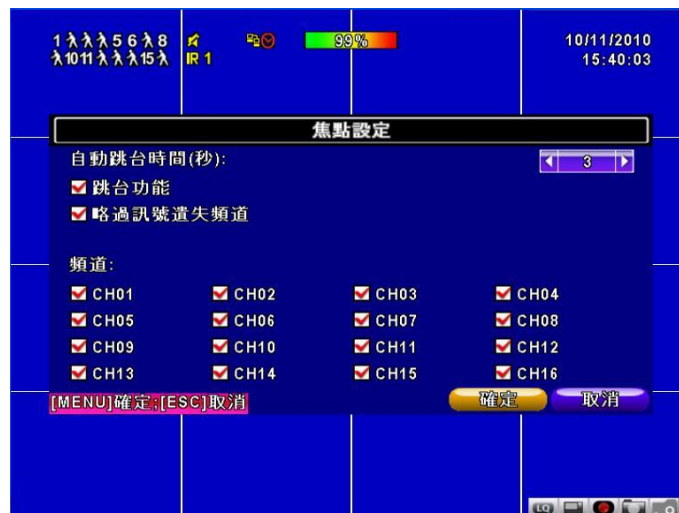 1 5 6 8
99%
10/11/2010
10 11 15
IR 1
15:40:03
焦點設定
自動跳台時間(秒):
3
跳台功能
略過訊號遺失頻道
頻道:
CH01 CH02 CH03 CH04
CH05 CH06 CH07 CH08
CH09 CH10 CH11 CH12
CH13 CH14 CH15 CH16
[MENU]確定;[ESC]取消
確定
取消
LQ